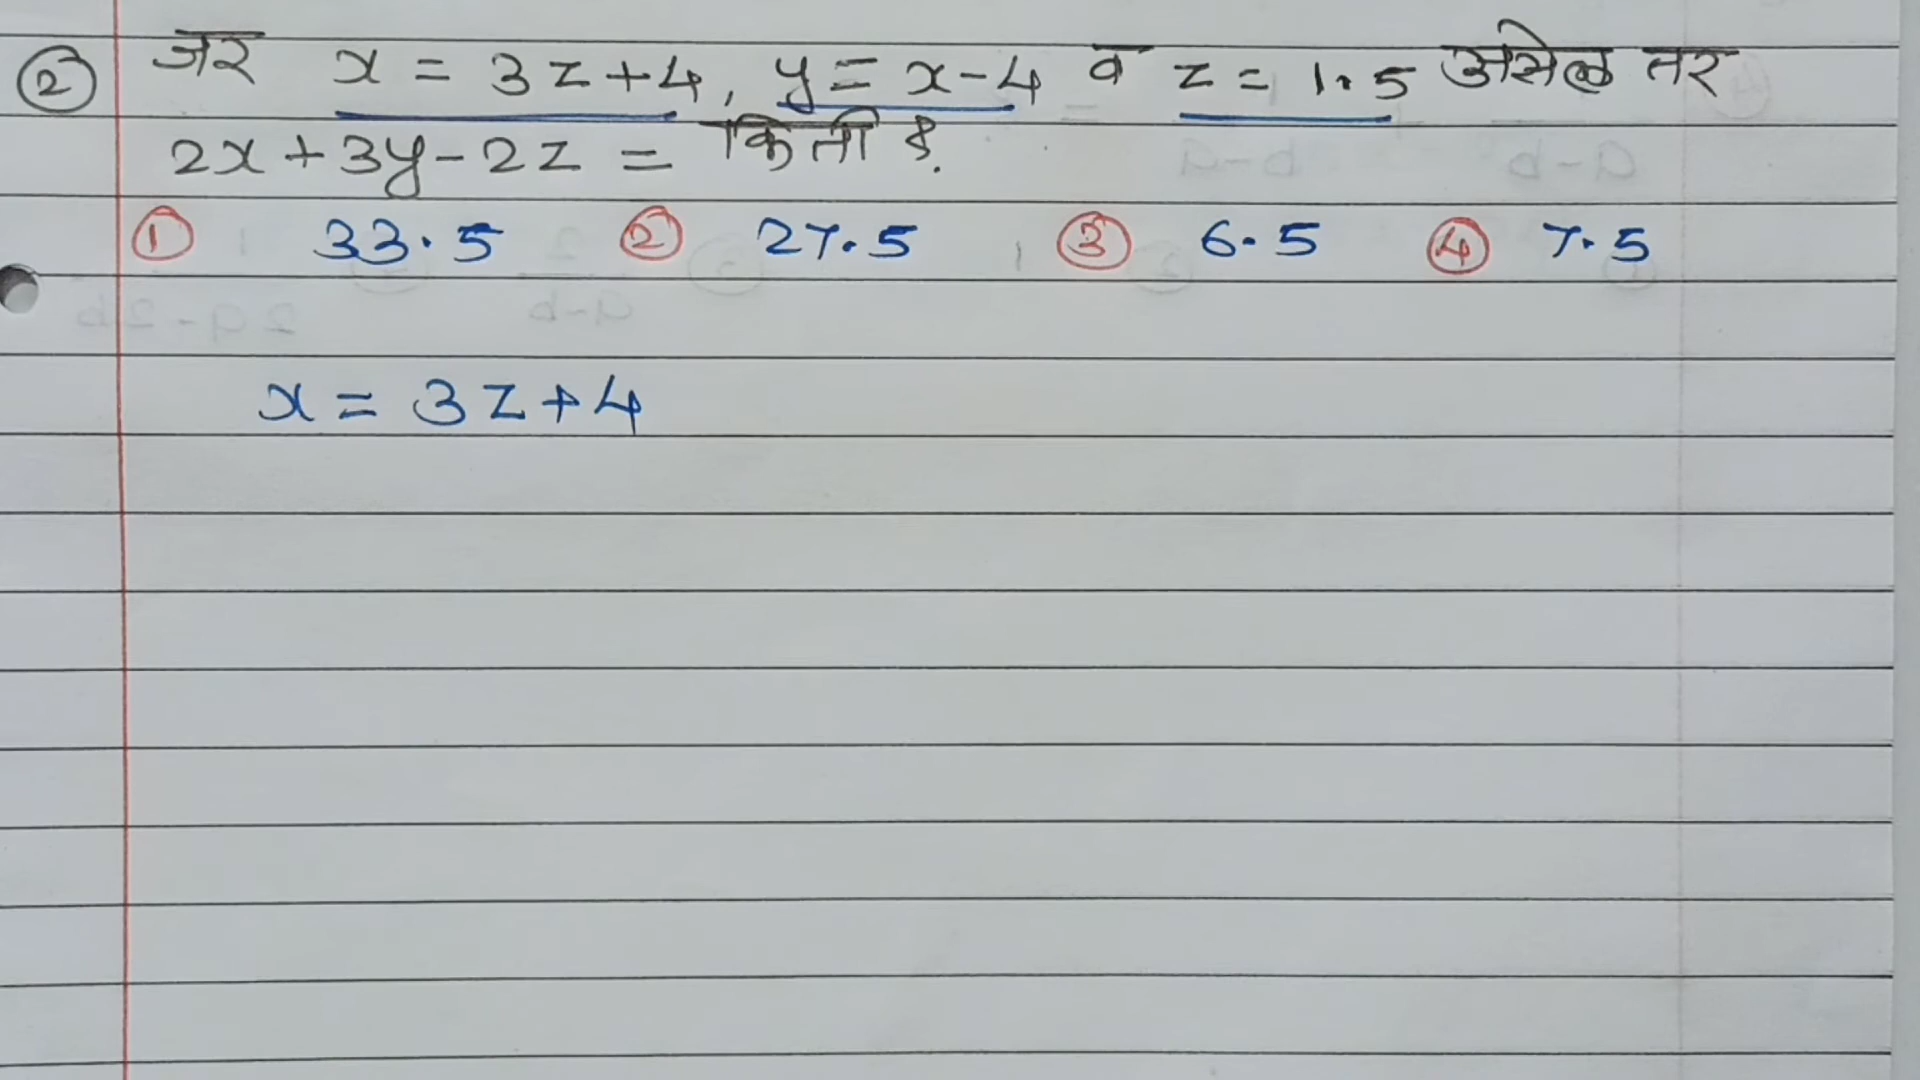 ② जर x = 3z+4, y = x-4 व z = 1.5 असेल तर
2x+3y-2z = किती ?.
① 33.5 ② 27.5 ③ 6.5 ④ 7.5
x = 3z+4